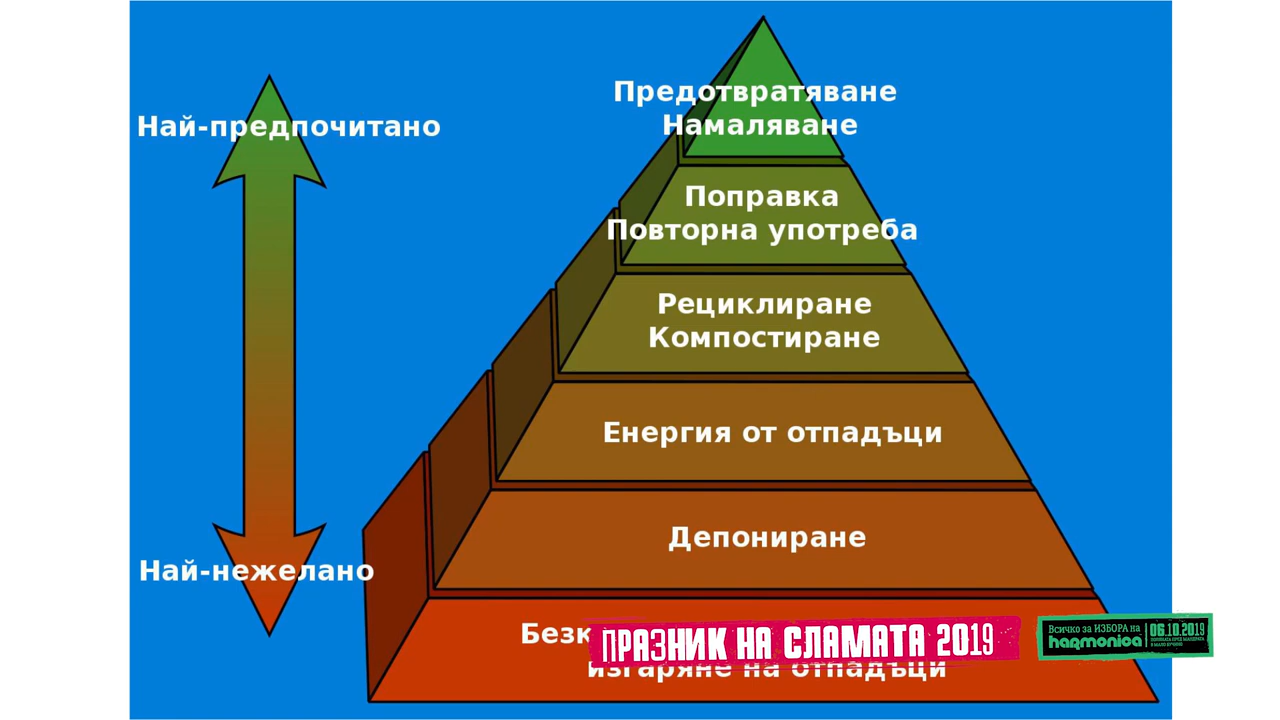 Най-предпочитано
Предотвратяване
Намаляване
Поправка
Повторна употреба
Рециклиране
Компостиране
Енергия от отпадъци
Депониране
Най-нежелано
изгаряне на отпадъци
ПРАЗНИК НА СЛАМАТА 2019
Всичко за ИЗБОРА на
harmonica
06.10.2019